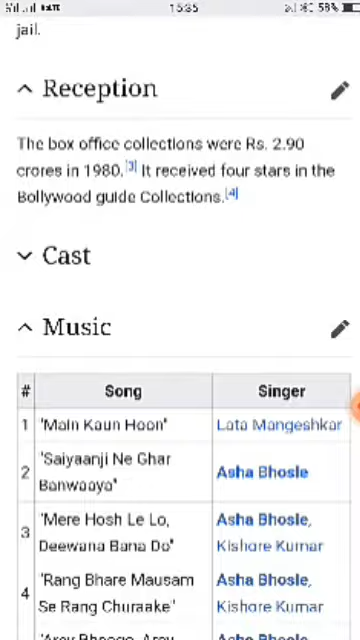 15:35
58%
jail.
Reception
The box office collections were Rs. 2.90
crores in 1980.[3] It received four stars in the
Bollywood guide Collections.[4]
Cast
Music
# Song Singer
1 "Main Kaun Hoon" Lata Mangeshkar
2 "Saiyaanji Ne Ghar
Banwaaya" Asha Bhosle
3 "Mere Hosh Le Lo, Asha Bhosle,
Deewana Bana Do" Kishore Kumar
4 "Rang Bhare Mausam Asha Bhosle,
Se Rang Churaake" Kishore Kumar